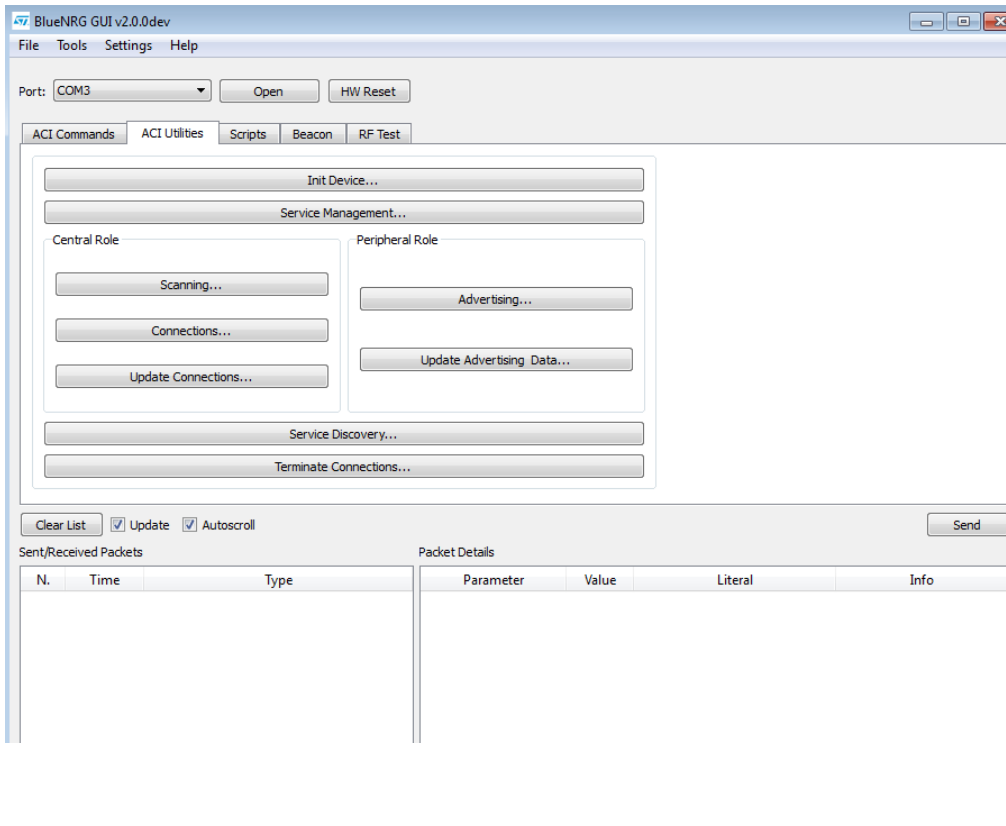 BlueNRG GUI v2.0.0dev
File Tools Settings Help
Port: COM3 Open HW Reset
ACI Commands ACI Utilities Scripts Beacon RF Test
Init Device...
Service Management...
Central Role Peripheral Role
Scanning...
Advertising...
Connections...
Update Advertising Data...
Update Connections...
Service Discovery...
Terminate Connections...
Clear List Update Autoscroll Send
Sent/Received Packets Packet Details
N. Time Type Parameter Value Literal Info